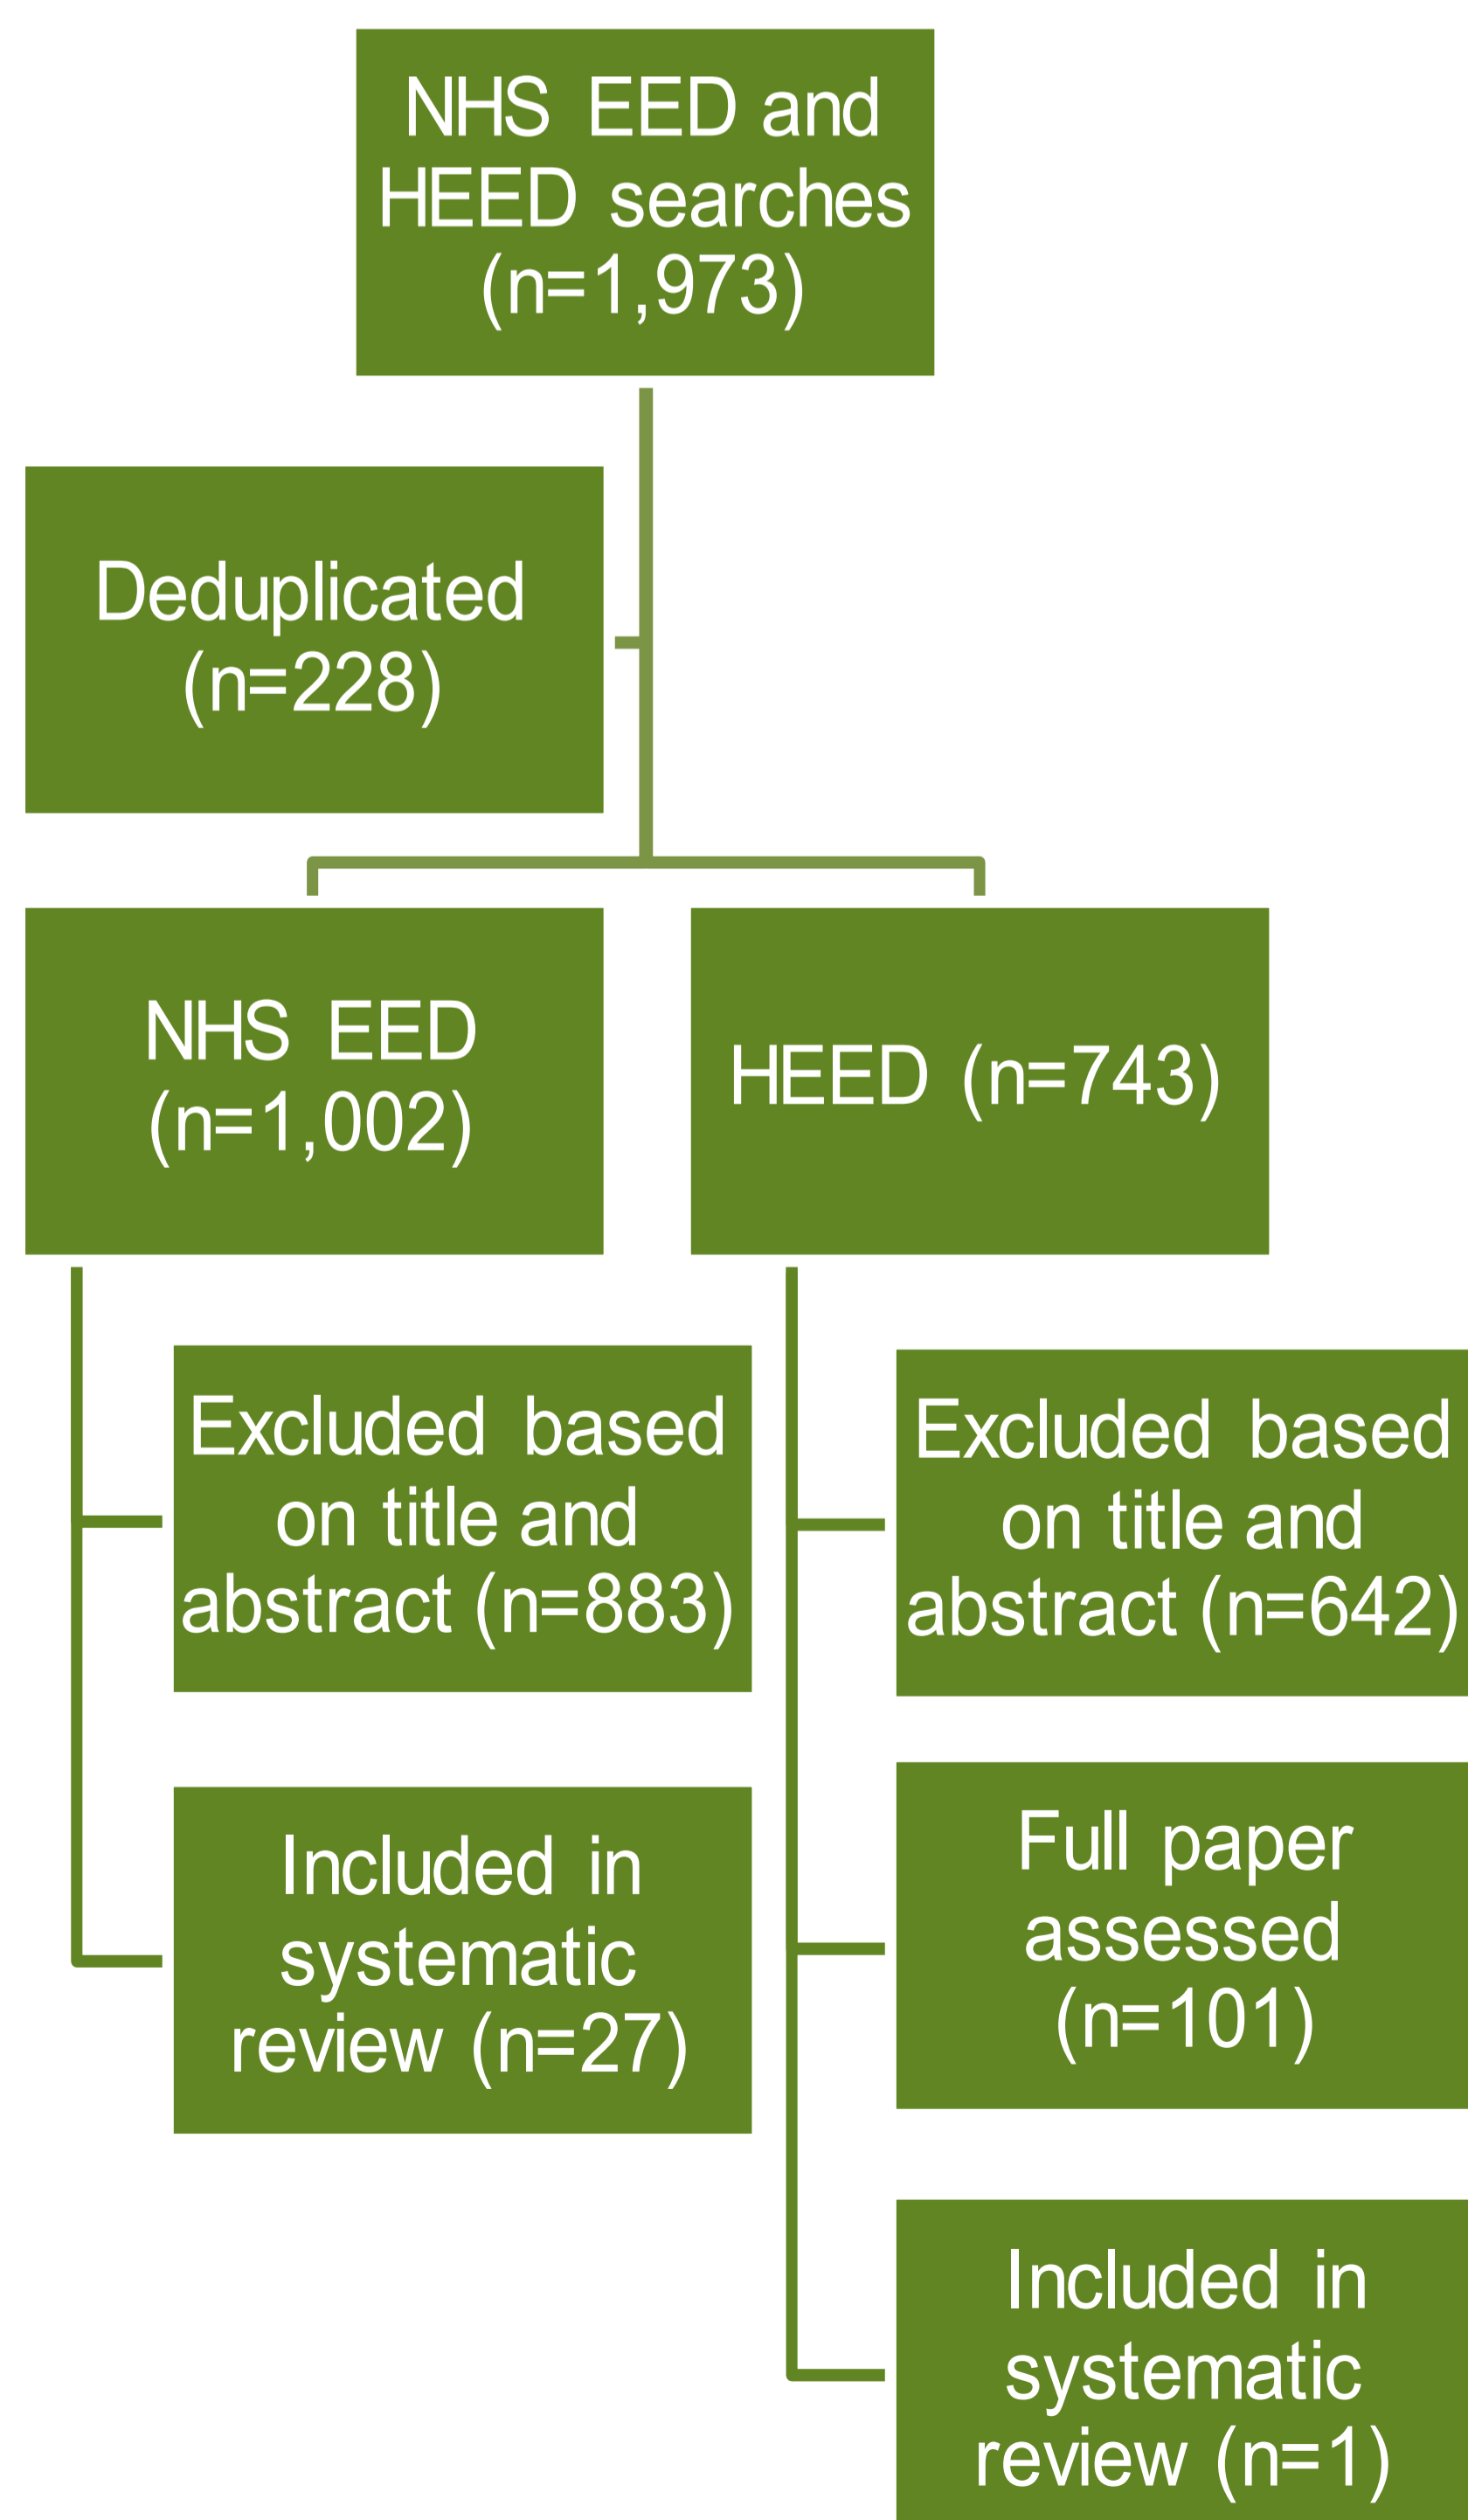 NHS EED and
HEED searches
(n=1,973)
Deduplicated
(n=228)
NHS EED
(n=1,002)
HEED (n=743)
Excluded based
on title and
abstract (n=883)
Excluded based
on title and
abstract (n=642)
Included in
systematic
review (n=27)
Full paper
assessed
(n=101)
Included in
systematic
review (n=1)